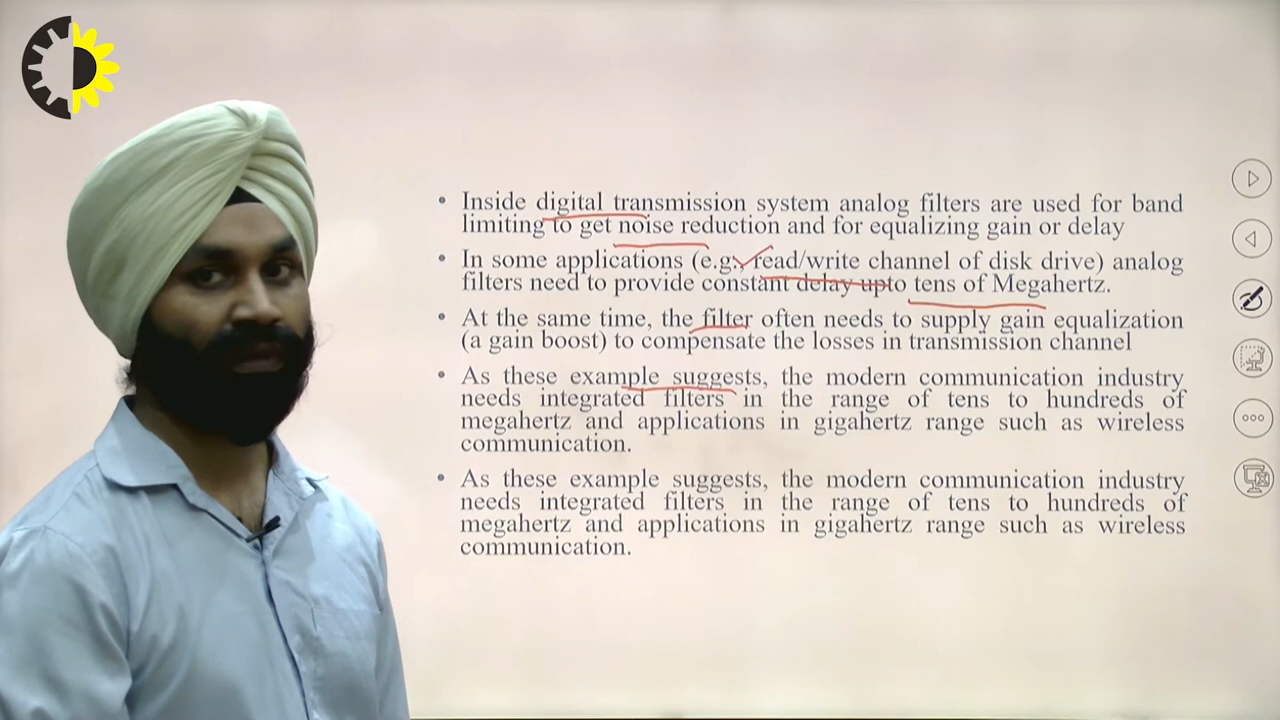 • Inside digital transmission system analog filters are used for band
limiting to get noise reduction and for equalizing gain or delay
• In some applications (e.g., read/write channel of disk drive) analog
filters need to provide constant delay upto tens of Megahertz.
• At the same time, the filter often needs to supply gain equalization
(a gain boost) to compensate the losses in transmission channel
• As these example suggests, the modern communication industry
needs integrated filters in the range of tens to hundreds of
megahertz and applications in gigahertz range such as wireless
communication.
• As these example suggests, the modern communication industry
needs integrated filters in the range of tens to hundreds of
megahertz and applications in gigahertz range such as wireless
communication.